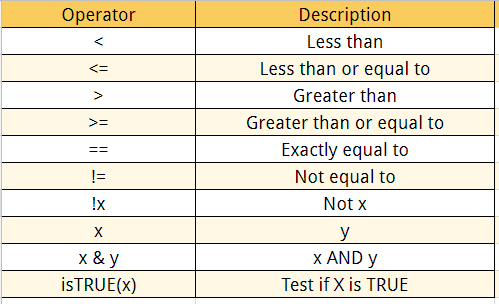 Operator Description
< Less than
<= Less than or equal to
> Greater than
>= Greater than or equal to
== Exactly equal to
!= Not equal to
!x Not x
x y
x & y x AND y
isTRUE(x) Test if X is TRUE